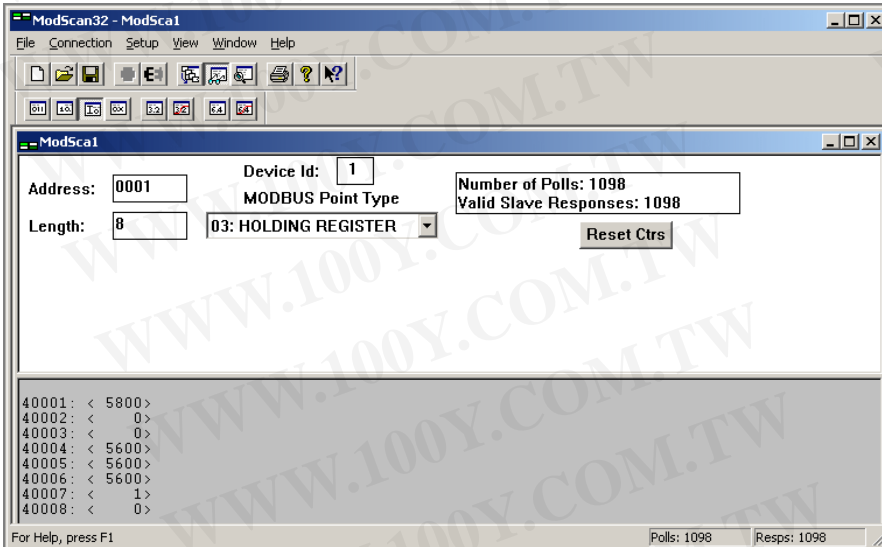 ModScan32 - ModSca1
File Connection Setup View Window Help
ModSca1
Address: 0001
Device Id: 1
MODBUS Point Type
Length: 8
03: HOLDING REGISTER
Number of Polls: 1098
Valid Slave Responses: 1098
Reset Ctrs
40001: < 5800>
40002: < 0>
40003: < 0>
40004: < 5600>
40005: < 5600>
40006: < 5600>
40007: < 1>
40008: < 0>
For Help, press F1
Polls: 1098
Resps: 1098
WWW.100Y.COM.TW